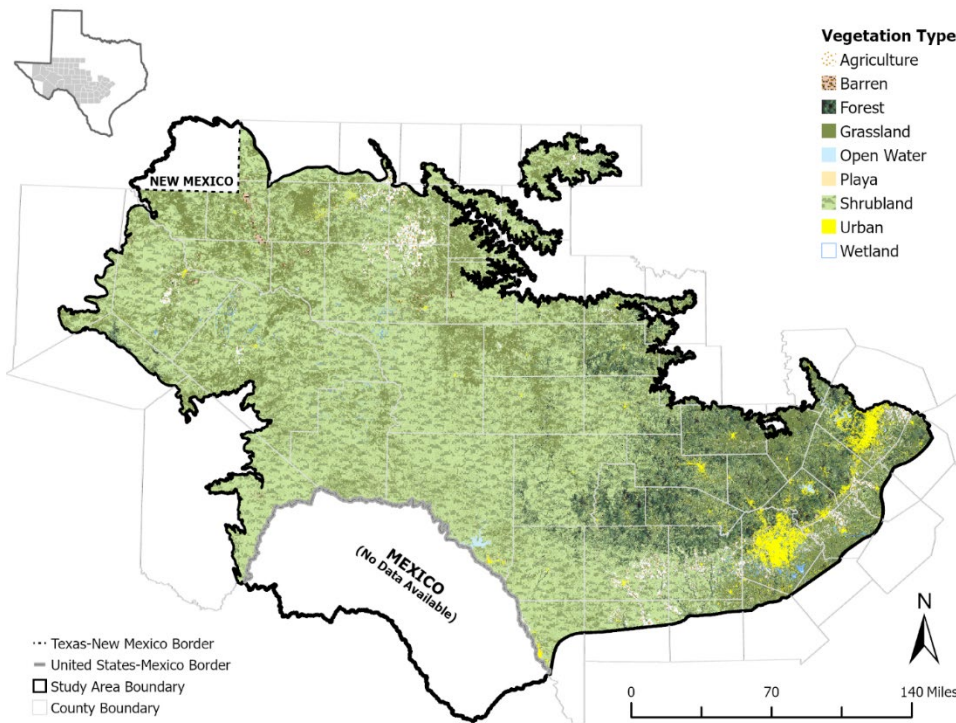 Vegetation Type
Agriculture
Barren
Forest
Grassland
Open Water
Playa
Shrubland
Urban
Wetland
NEW MEXICO
MEXICO
(No Data Available)
Texas-New Mexico Border
United States-Mexico Border
Study Area Boundary
County Boundary
N
0 70 140 Miles